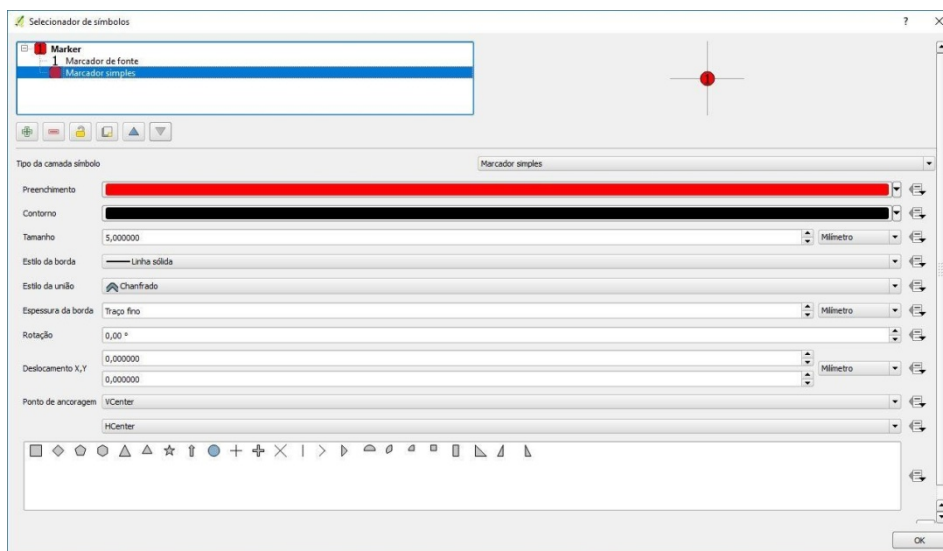 Selecionador de símbolos
Marker
1 Marcador de fonte
Marcador simples
Tipo da camada símbolo Marcador simples
Preenchimento
Contorno
Tamanho 5,000000 Milímetro
Estilo da borda Linha sólida
Estilo da união Chanfrado
Espessura da borda Traço fino Milímetro
Rotação 0,00 °
Deslocamento X,Y 0,000000 Milímetro
0,000000
Ponto de ancoragem VCenter
HCenter
OK